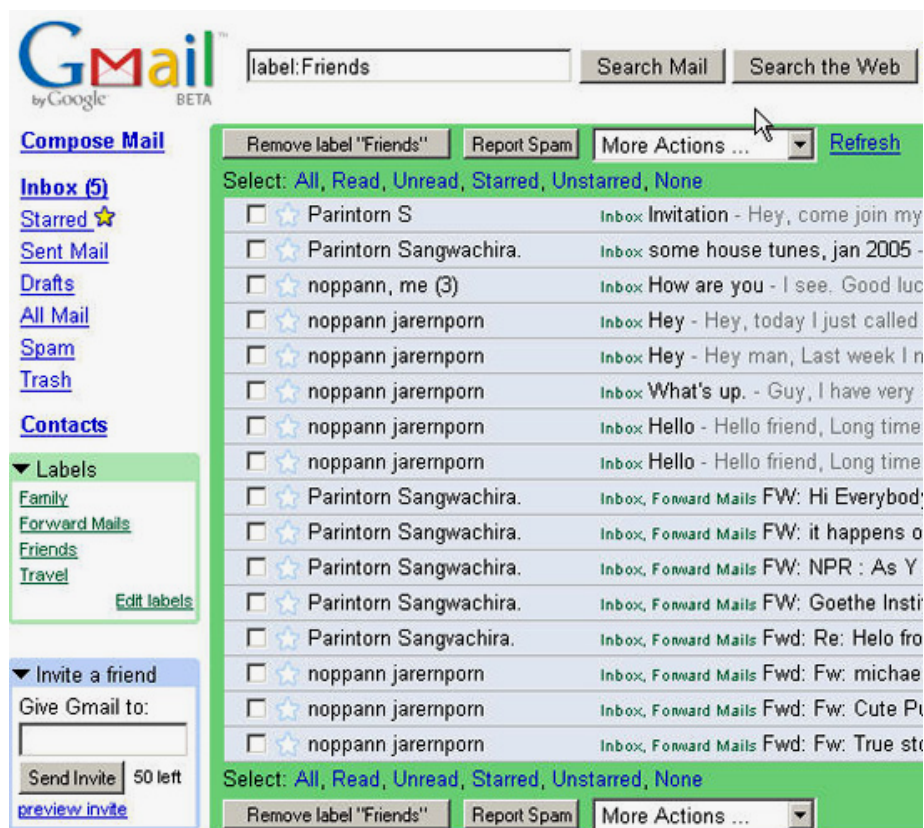 Gmail™
by Google BETA
label:Friends
Search Mail
Search the Web
Compose Mail
Inbox (5)
Starred
Sent Mail
Drafts
All Mail
Spam
Trash
Contacts
Labels
Family
Forward Mails
Friends
Travel
Edit labels
Invite a friend
Give Gmail to:
Send Invite 50 left
preview invite
Remove label "Friends" Report Spam More Actions ... Refresh
Select: All, Read, Unread, Starred, Unstarred, None
Parintorn S Inbox Invitation - Hey, come join my
Parintorn Sangwachira. Inbox some house tunes, jan 2005 -
noppann, me (3) Inbox How are you - I see. Good luc
noppann jarernporn Inbox Hey - Hey, today I just called
noppann jarernporn Inbox Hey - Hey man, Last week I
noppann jarernporn Inbox What's up. - Guy, I have very
noppann jarernporn Inbox Hello - Hello friend, Long time
noppann jarernporn Inbox Hello - Hello friend, Long time
Parintorn Sangwachira. Inbox, Forward Mails FW: Hi Everybody
Parintorn Sangwachira. Inbox, Forward Mails FW: it happens o
Parintorn Sangwachira. Inbox, Forward Mails FW: NPR : As Y
Parintorn Sangwachira. Inbox, Forward Mails FW: Goethe Insti
Parintorn Sangvachira. Inbox, Forward Mails Fwd: Re: Helo fro
noppann jarernporn Inbox, Forward Mails Fwd: Fw: michae
noppann jarernporn Inbox, Forward Mails Fwd: Fw: Cute Pu
noppann jarernporn Inbox, Forward Mails Fwd: Fw: True sto
Select: All, Read, Unread, Starred, Unstarred, None
Remove label "Friends" Report Spam More Actions ...